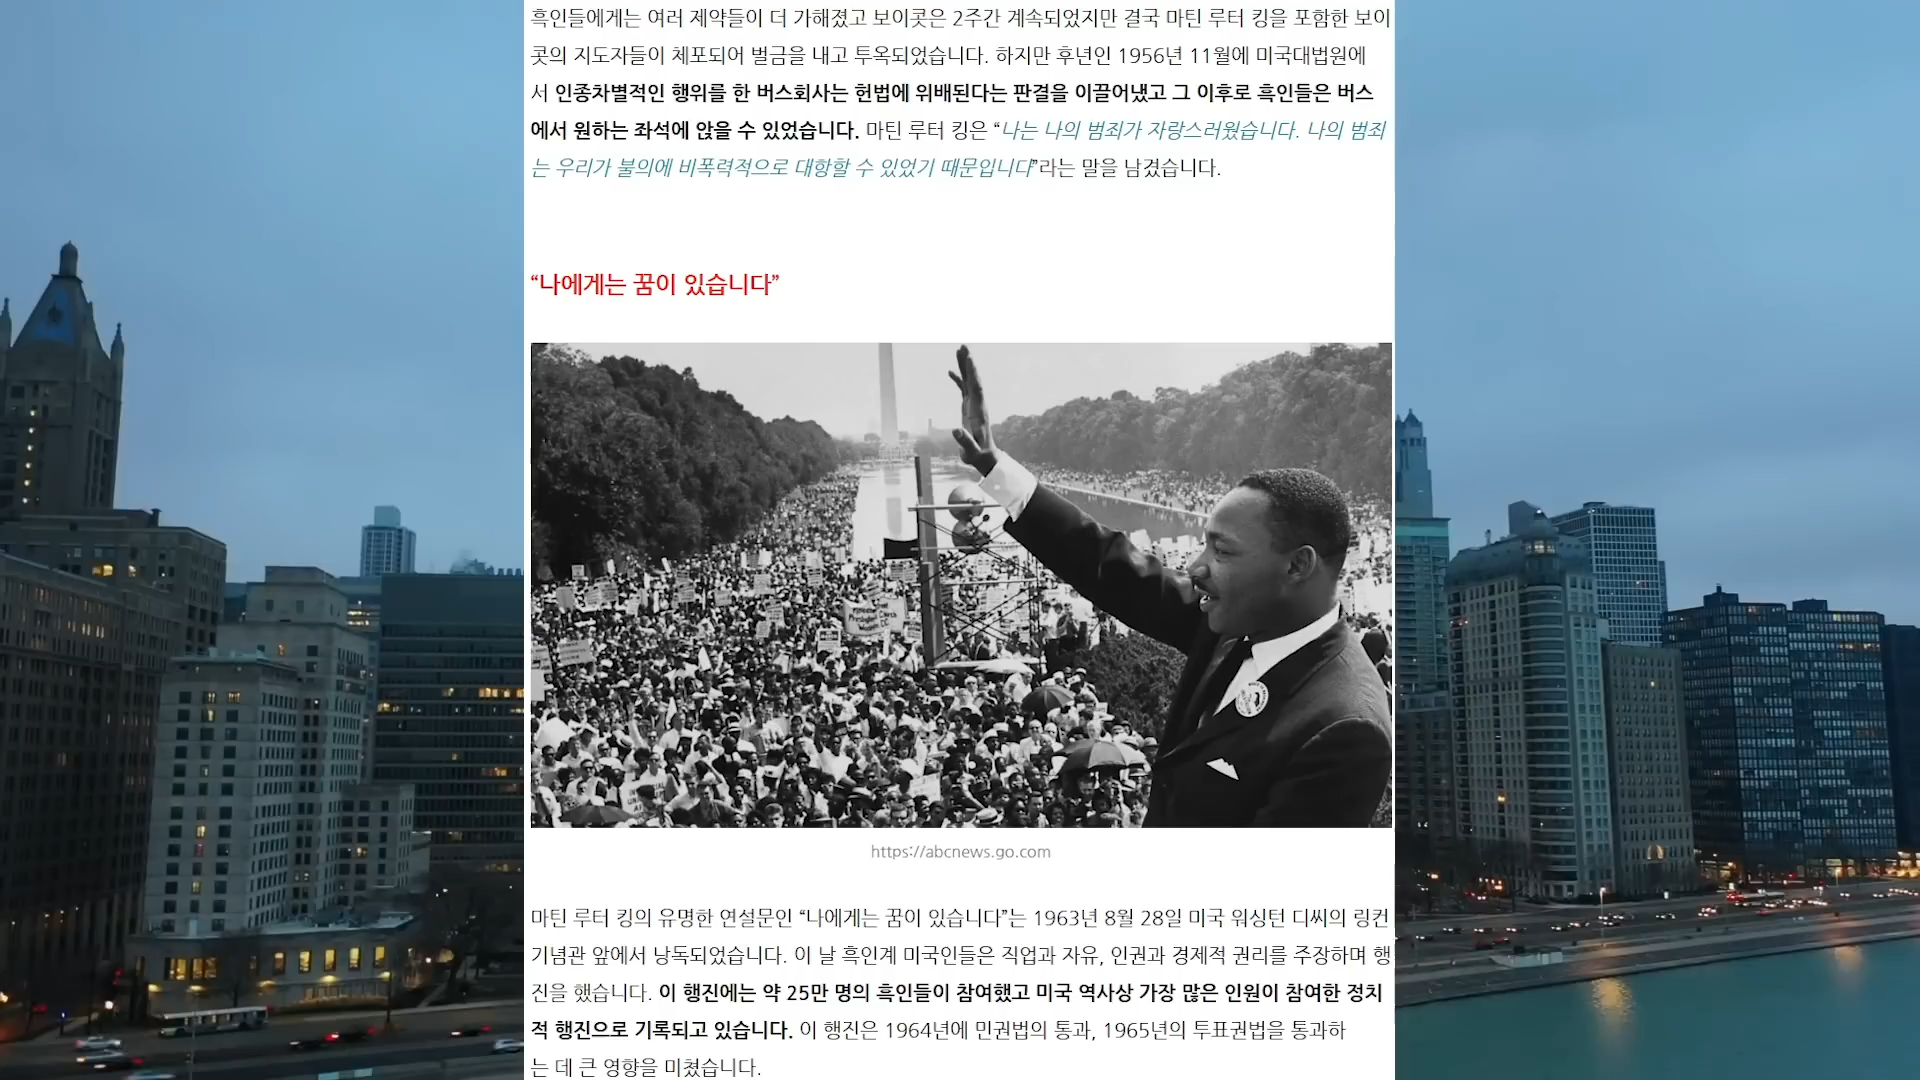 흑인들에게는 여러 제약들이 더 가해졌고 보이콧은 2주간 계속되었지만 결국 마틴 루터 킹을 포함한 보이
콧의 지도자들이 체포되어 벌금을 내고 투옥되었습니다. 하지만 후년인 1956년 11월에 미국대법원에
서 인종차별적인 행위를 한 버스회사는 헌법에 위배된다는 판결을 이끌어냈고 그 이후로 흑인들은 버스
에서 원하는 좌석에 앉을 수 있었습니다. 마틴 루터 킹은 “나는 나의 범죄가 자랑스러웠습니다. 나의 범죄
는 우리가 불의에 비폭력적으로 대항할 수 있었기 때문입니다”라는 말을 남겼습니다.
“나에게는 꿈이 있습니다”
https://abcnews.go.com
마틴 루터 킹의 유명한 연설문인 “나에게는 꿈이 있습니다”는 1963년 8월 28일 미국 워싱턴 디씨의 링컨
기념관 앞에서 낭독되었습니다. 이 날 흑인계 미국인들은 직업과 자유, 인권과 경제적 권리를 주장하며 행
진을 했습니다. 이 행진에는 약 25만 명의 흑인들이 참여했고 미국 역사상 가장 많은 인원이 참여한 정치
적 행진으로 기록되고 있습니다. 이 행진은 1964년에 민권법의 통과, 1965년의 투표권법을 통과하
는 데 큰 영향을 미쳤습니다.